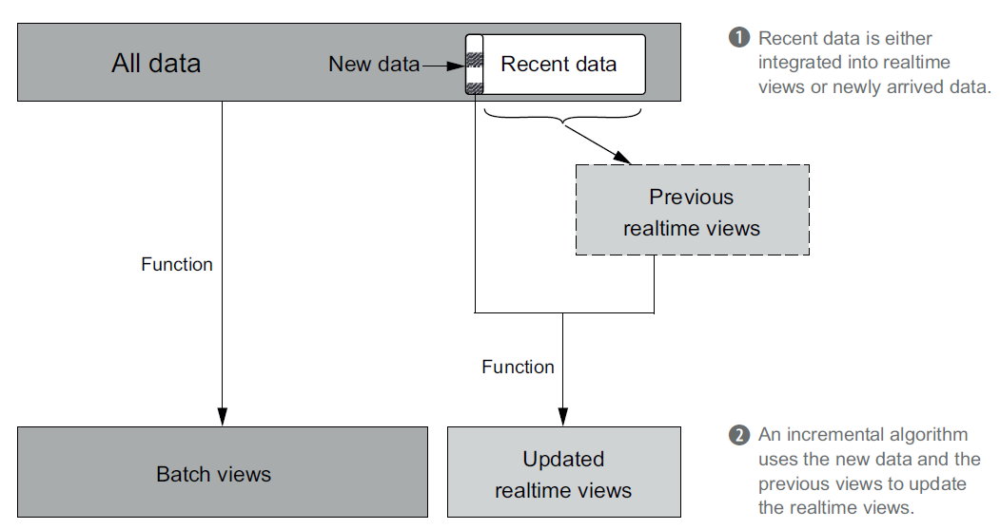 All data
New data
Recent data
1 Recent data is either
integrated into realtime
views or newly arrived data.
Previous
realtime views
Function
Function
Batch views
Updated
realtime views
2 An incremental algorithm
uses the new data and the
previous views to update
the realtime views.